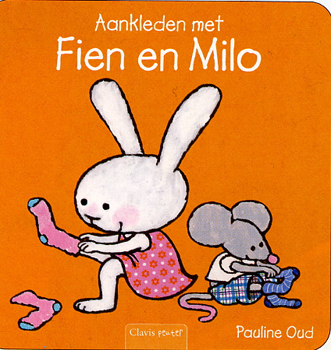 Aankleden met
Fien en Milo
Clavis peuter
Pauline Oud